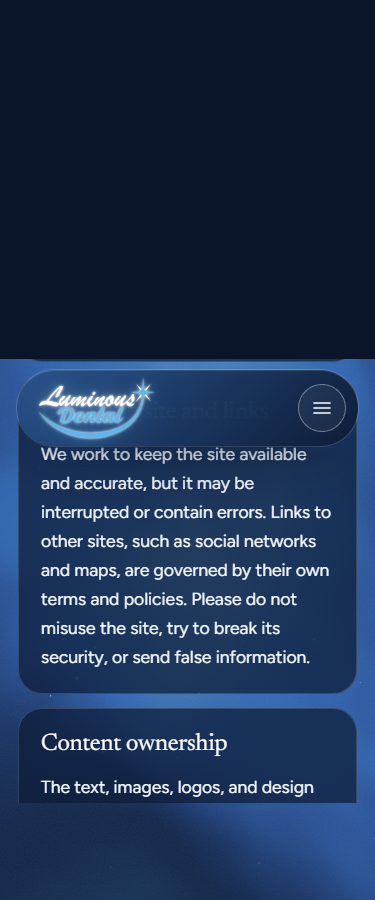 Luminous
Dental
site and links
We work to keep the site available
and accurate, but it may be
interrupted or contain errors. Links to
other sites, such as social networks
and maps, are governed by their own
terms and policies. Please do not
misuse the site, try to break its
security, or send false information.
Content ownership
The text, images, logos, and design